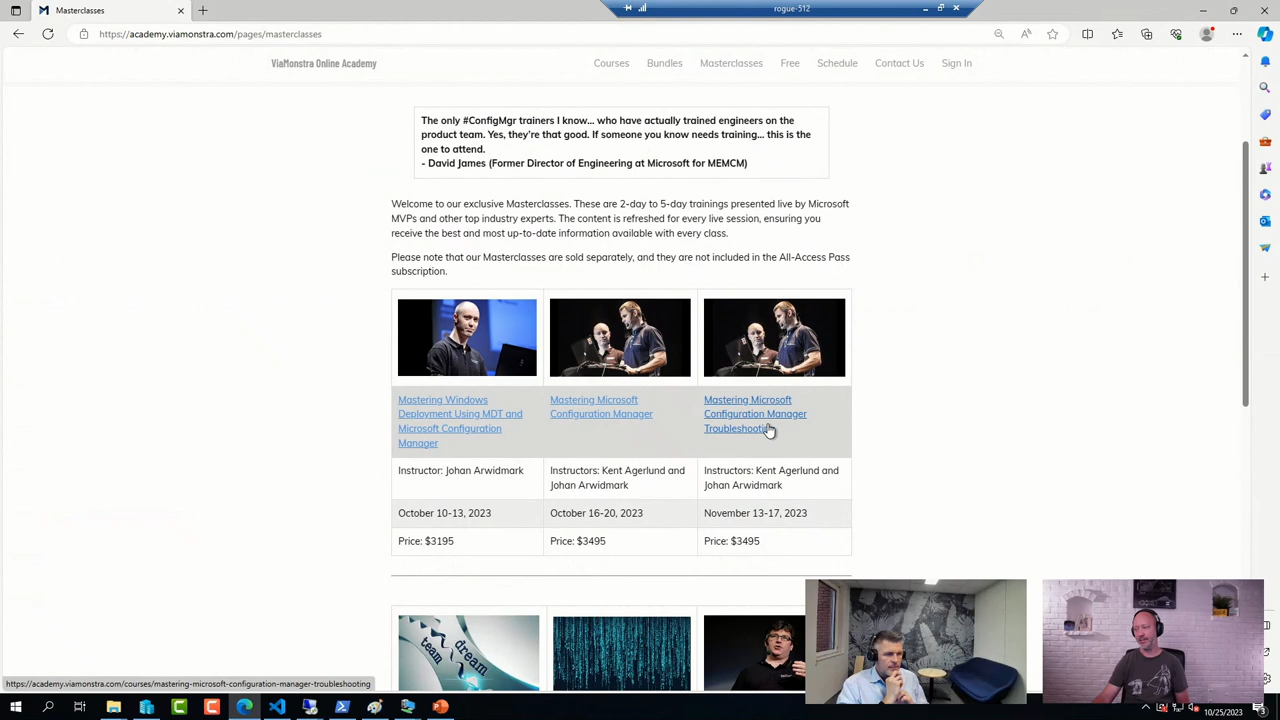 Masterclasses
rogue-512
https://academy.viamonstra.com/pages/masterclasses
ViaMonstra Online Academy
Courses
Bundles
Masterclasses
Free
Schedule
Contact Us
Sign In
The only #ConfigMgr trainers I know... who have actually trained engineers on the
product team. Yes, they're that good. If someone you know needs training... this is the
one to attend.
- David James (Former Director of Engineering at Microsoft for MEMCM)
Welcome to our exclusive Masterclasses. These are 2-day to 5-day trainings presented live by Microsoft
MVPs and other top industry experts. The content is refreshed for every live session, ensuring you
receive the best and most up-to-date information available with every class.
Please note that our Masterclasses are sold separately, and they are not included in the All-Access Pass
subscription.
Mastering Windows
Deployment Using MDT and
Microsoft Configuration
Manager
Mastering Microsoft
Configuration Manager
Mastering Microsoft
Configuration Manager
Troubleshooting
Instructor: Johan Arwidmark
Instructors: Kent Agerlund and
Johan Arwidmark
Instructors: Kent Agerlund and
Johan Arwidmark
October 10-13, 2023
October 16-20, 2023
November 13-17, 2023
Price: $3195
Price: $3495
Price: $3495
team
dream
https://academy.viamonstra.com/courses/mastering-microsoft-configuration-manager-troubleshooting
10/25/2023